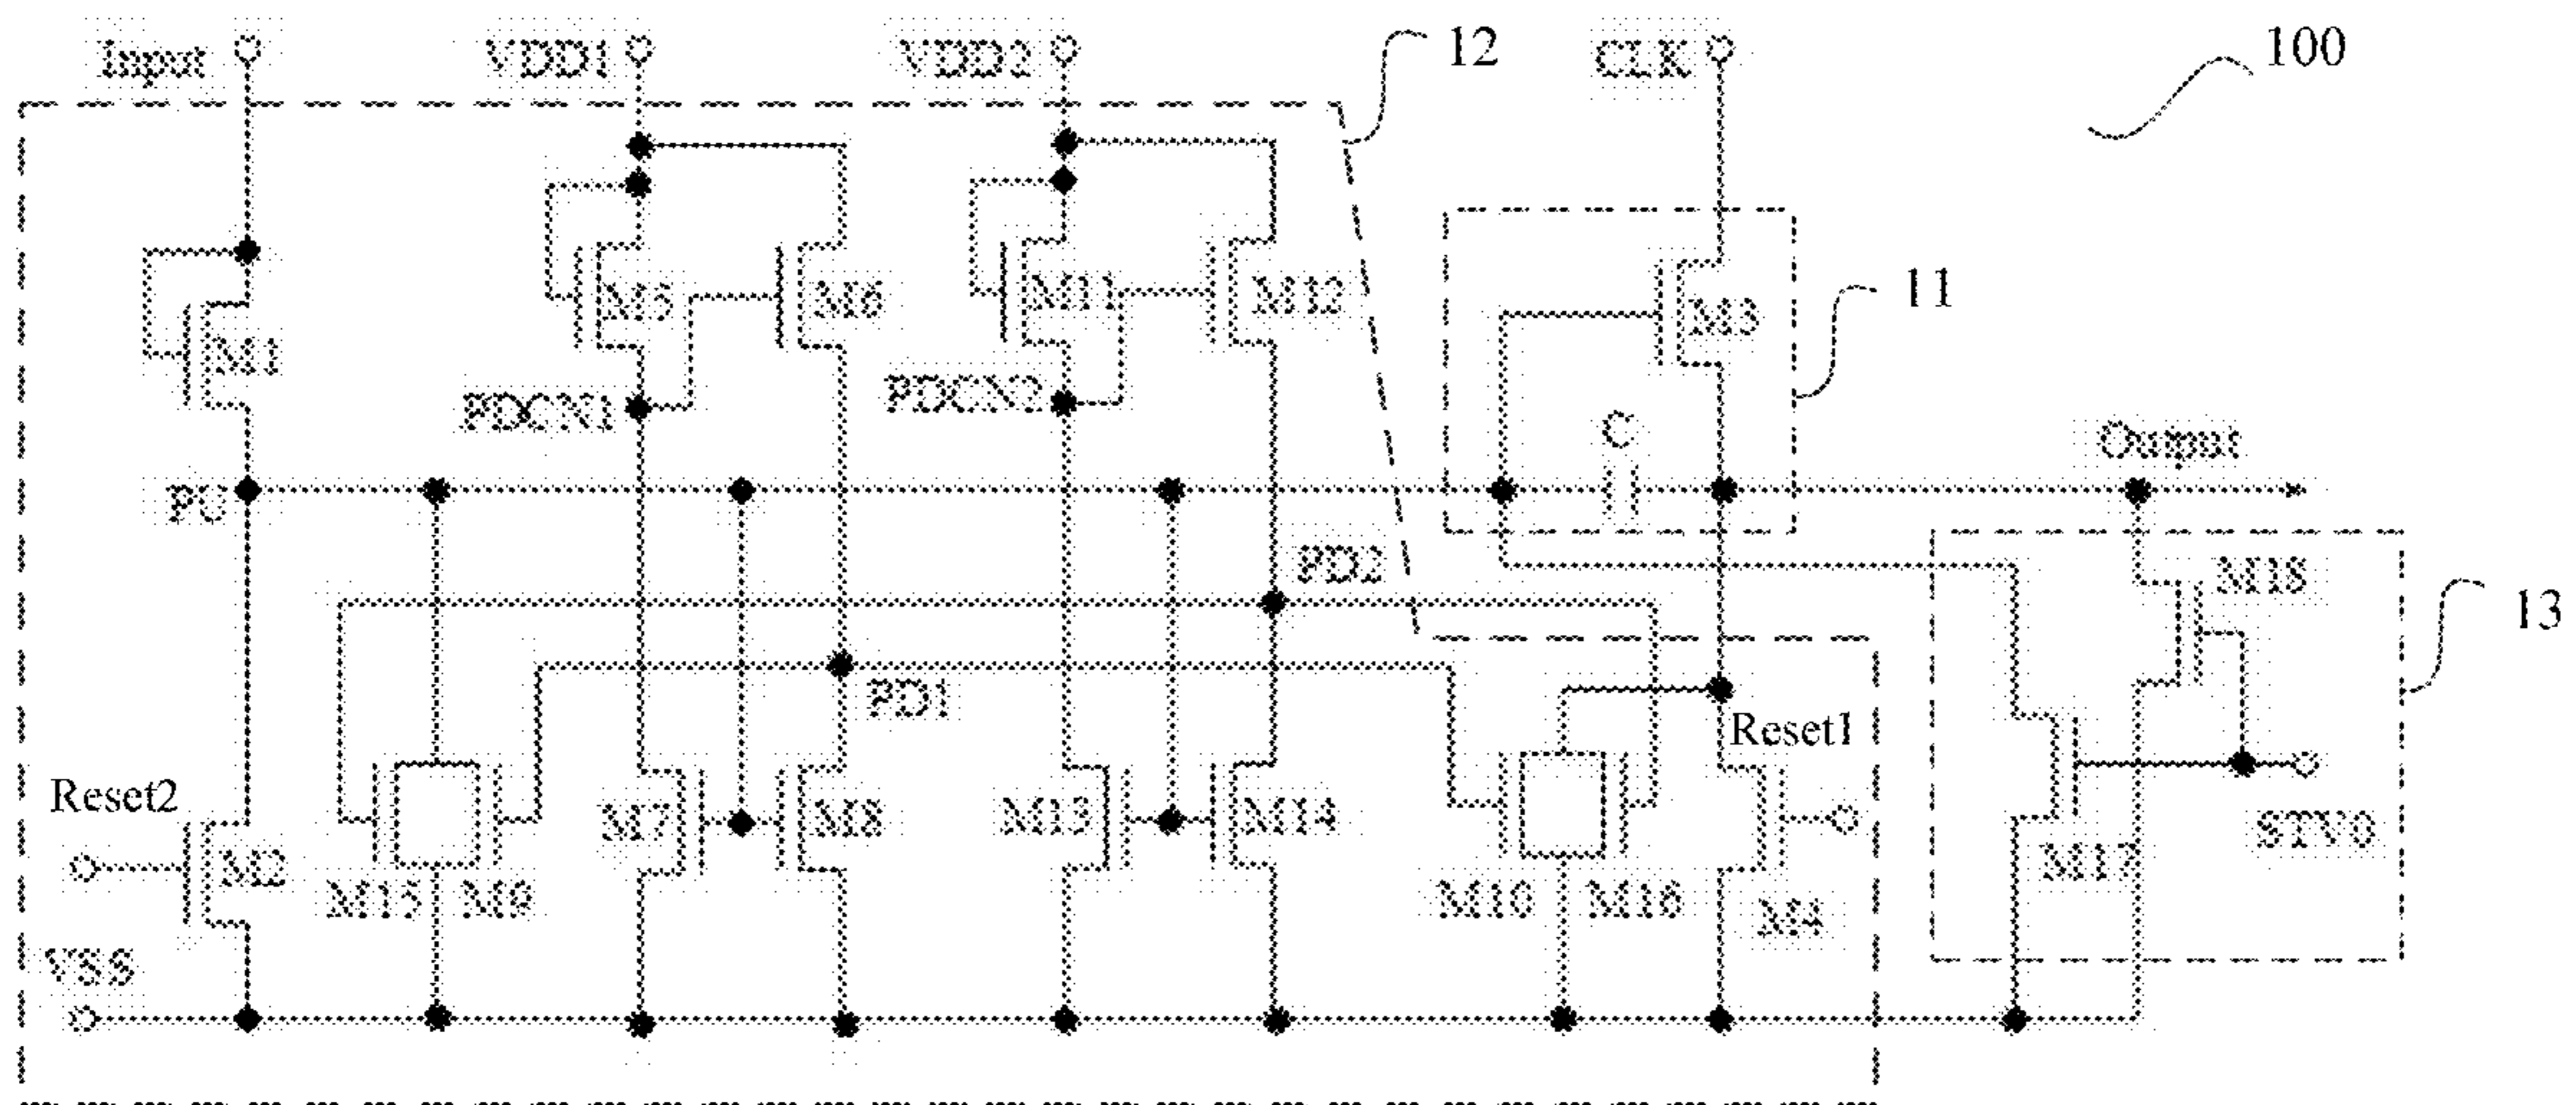 Input VDD1 VDD2 12 CLK 100
M5 M6 M11 M12 M3 11
M1
PDCN1 PDCN2 C Output
PU
PD2 M18 13
PD1 Reset1
Reset2 M7 M8 M13 M14 STV0
M2 M15 M9 M10 M16 M4 M17
VSS